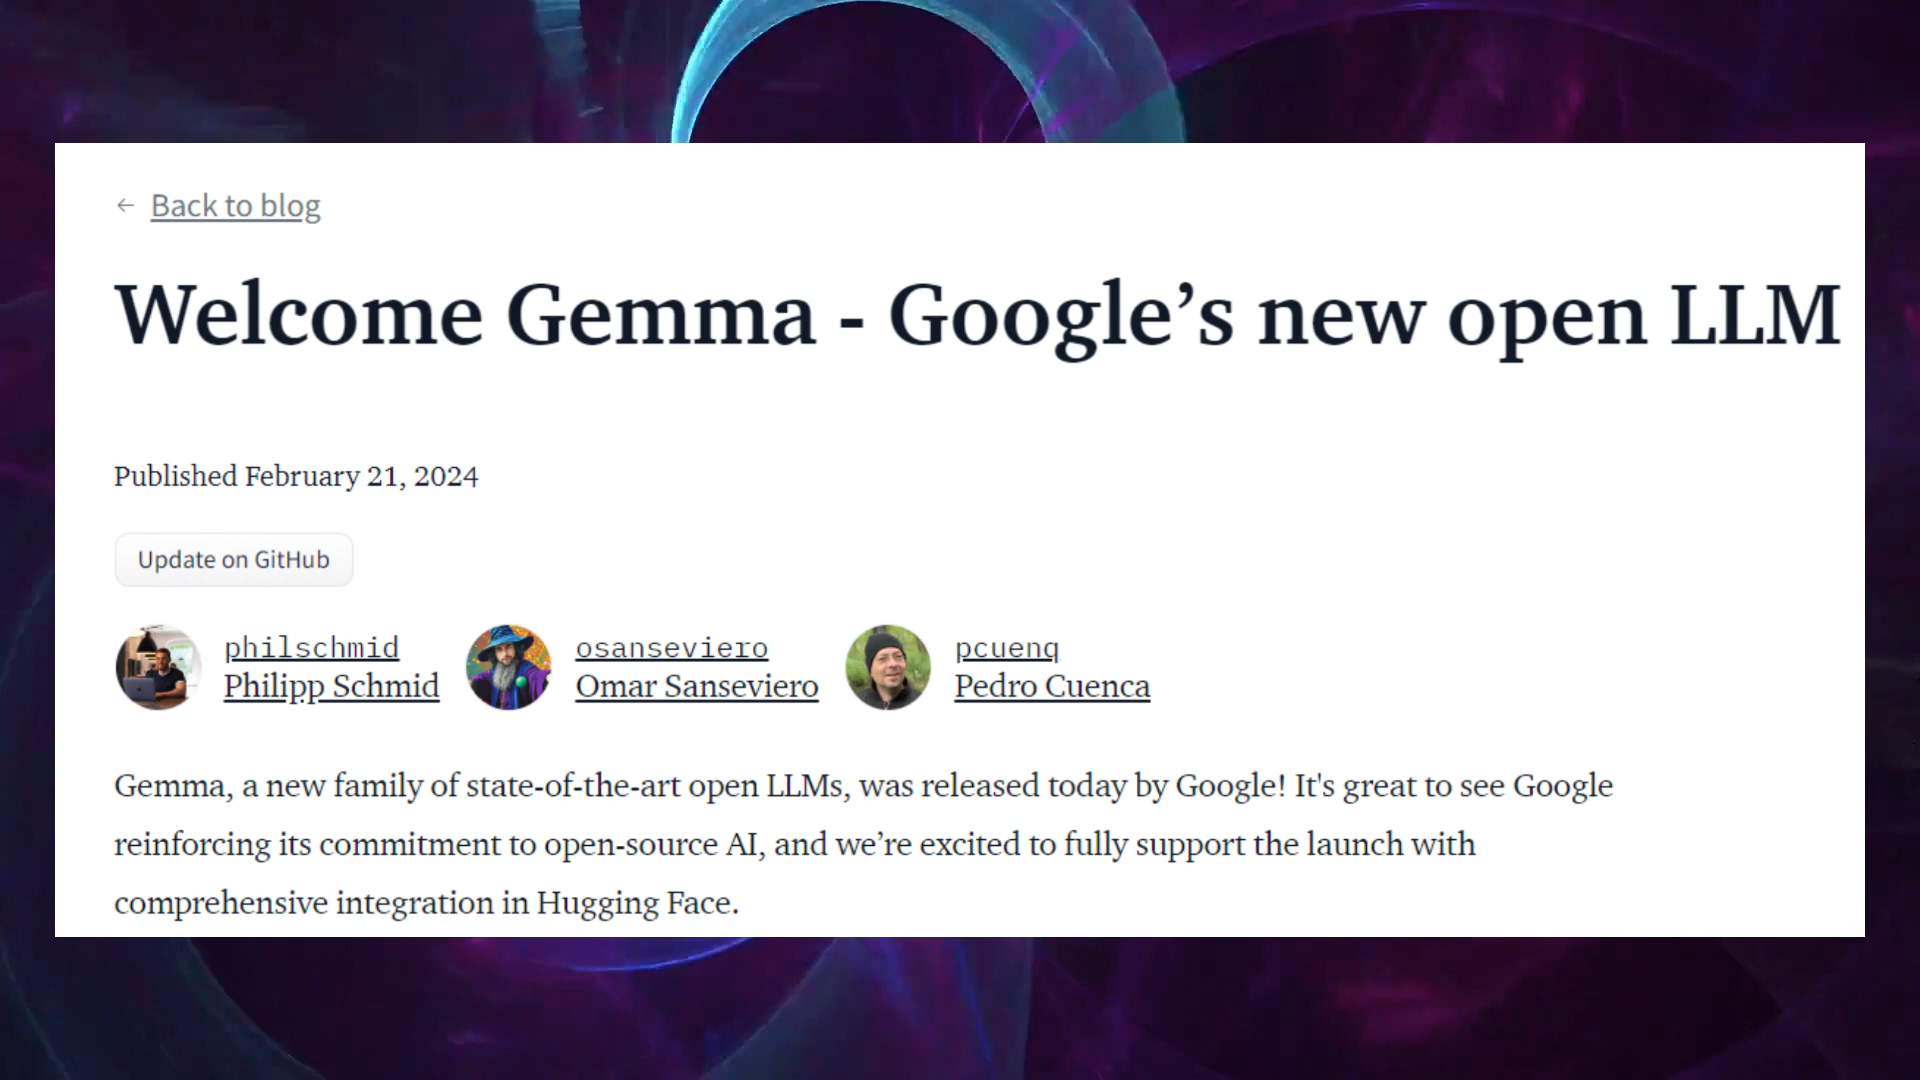 ← Back to blog
Welcome Gemma - Google’s new open LLM
Published February 21, 2024
Update on GitHub
philschmid
Philipp Schmid
osanseviero
Omar Sanseviero
pcuenq
Pedro Cuenca
Gemma, a new family of state-of-the-art open LLMs, was released today by Google! It's great to see Google
reinforcing its commitment to open-source AI, and we’re excited to fully support the launch with
comprehensive integration in Hugging Face.